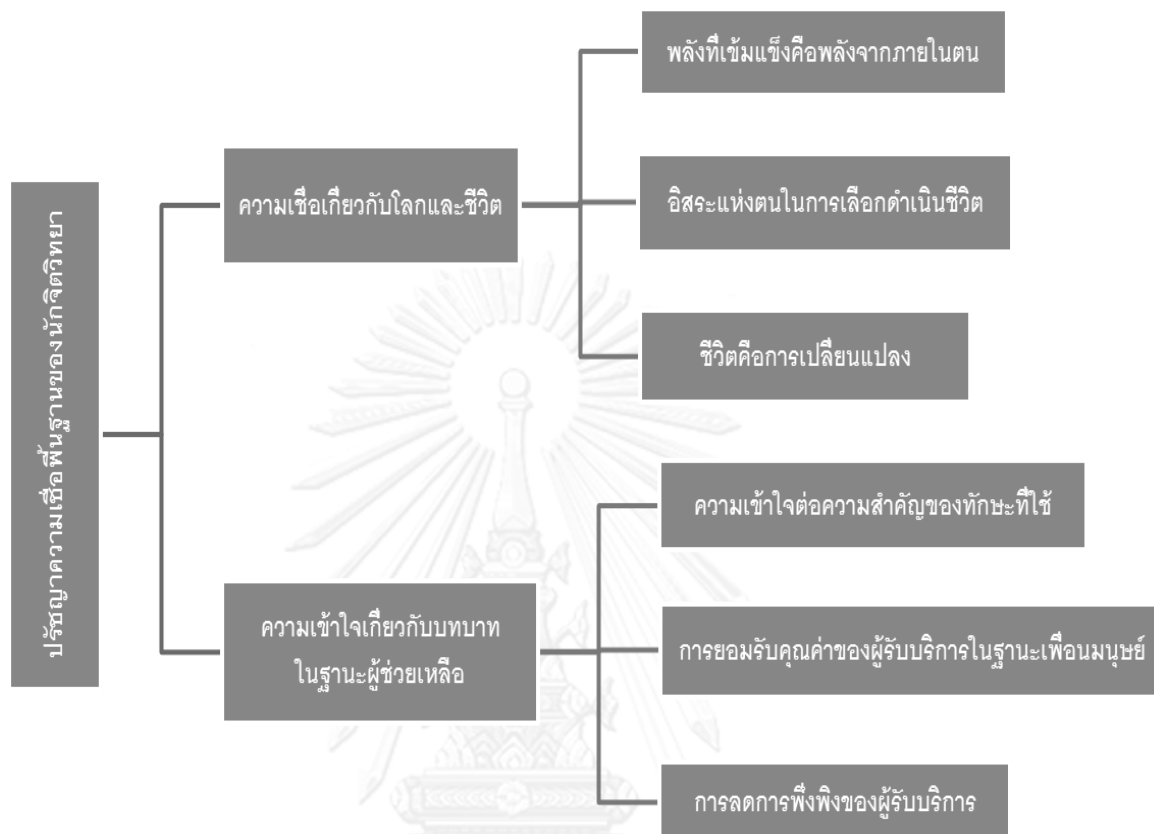 ปรัชญาความเชื่อพื้นฐานของนักจิตวิทยา
ความเชื่อเกี่ยวกับโลกและชีวิต
พลังที่เข้มแข็งคือพลังจากภายในตน
อิสระแห่งตนในการเลือกดำเนินชีวิต
ชีวิตคือการเปลี่ยนแปลง
ความเข้าใจเกี่ยวกับบทบาท
ในฐานะผู้ช่วยเหลือ
ความเข้าใจต่อความสำคัญของทักษะที่ใช้
การยอมรับคุณค่าของผู้รับบริการในฐานะเพื่อนมนุษย์
การลดการพึ่งพิงของผู้รับบริการ